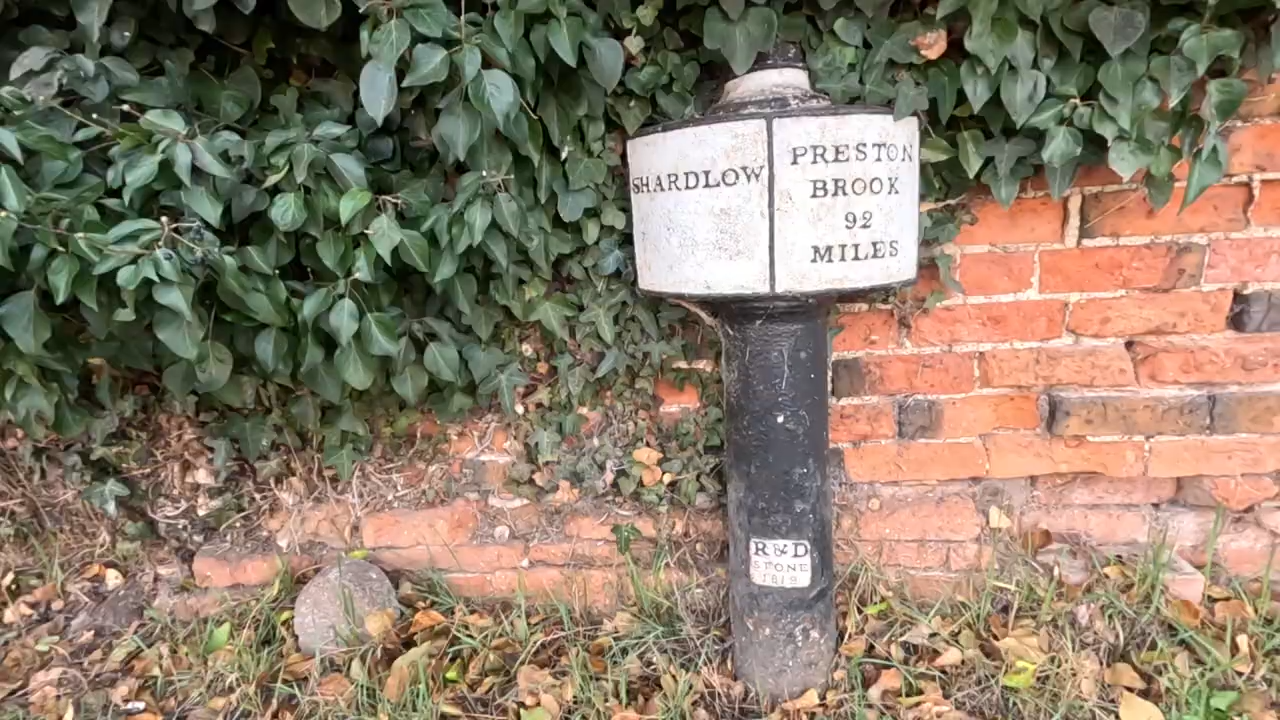 SHARDLOW
PRESTON
BROOK
92
MILES
R&D
STONE
1819